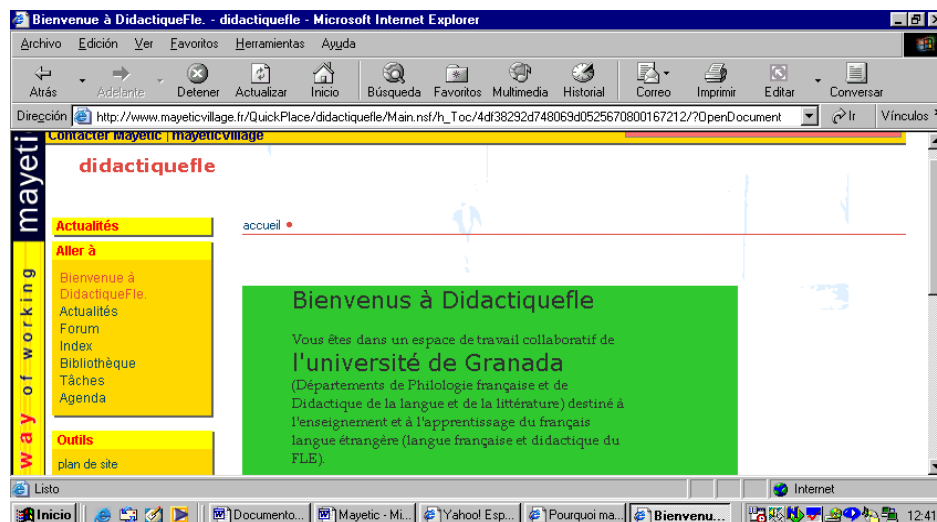 Bienvenue à DidactiqueFle. - didactiquefle - Microsoft Internet Explorer
Archivo Edición Ver Favoritos Herramientas Ayuda
Atrás Adelante Detener Actualizar Inicio Búsqueda Favoritos Multimedia Historial Correo Imprimir Editar Conversar
Dirección http://www.mayeticvillage.fr/QuickPlace/didactiquefle/Main.nsf/h_Toc/4df38292d748069d0525670800167212/?OpenDocument Ir Vínculos
Contacter Mayetic | mayeticVillage
mayeti
way of working
didactiquefle
Actualités
accueil
Aller à
Bienvenue à
DidactiqueFle.
Actualités
Forum
Index
Bibliothèque
Tâches
Agenda
Outils
plan de site
Bienvenus à Didactiquefle
Vous êtes dans un espace de travail collaboratif de
l'université de Granada
(Départements de Philologie française et de
Didactique de la langue et de la littérature) destiné à
l'enseignement et à l'apprentissage du français
langue étrangère (langue française et didactique du
FLE).
Listo Internet
Inicio Documento... Mayetic - Mi... Yahoo! Esp... Pourquoi ma... Bienvenu... 12:41